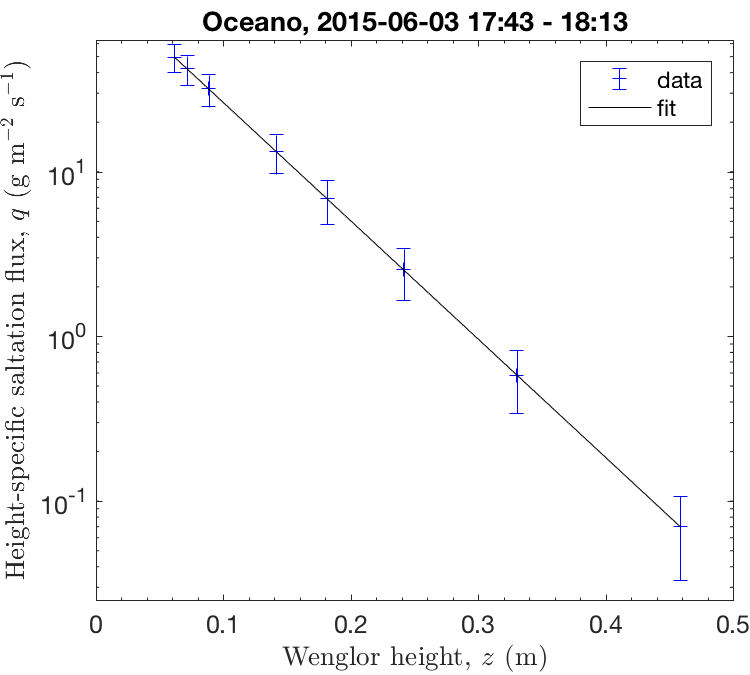 Oceano, 2015-06-03 17:43 - 18:13
Height-specific saltation flux, q (g m⁻² s⁻¹)
data
fit
10¹
10⁰
10⁻¹
0 0.1 0.2 0.3 0.4 0.5
Wenglor height, z (m)